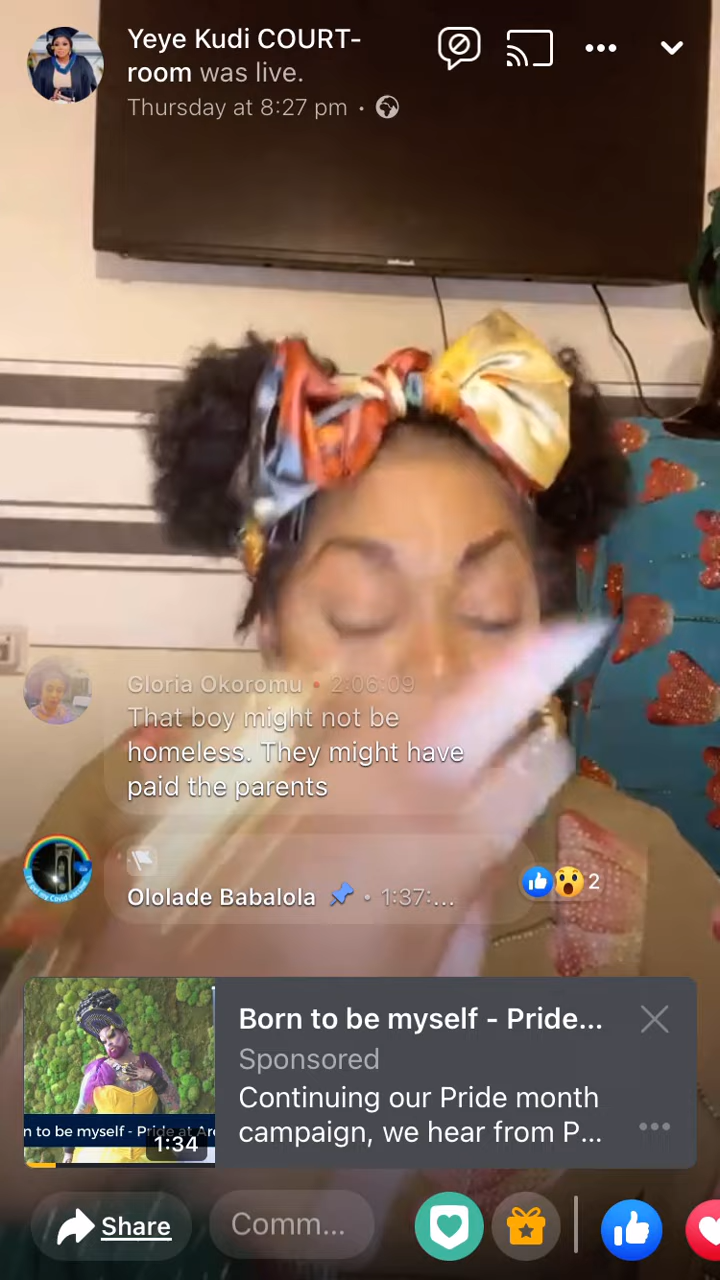 Yeye Kudi COURT-
room was live.
Thursday at 8:27 pm ·
Gloria Okoromu • 2:06:09
That boy might not be
homeless. They might have
paid the parents
Ololade Babalola · 1:37:...
2
Born to be myself - Pride...
Sponsored
Continuing our Pride month
campaign, we hear from P...
n to be myself - Pride at Arc
1:34
Share
Comm...